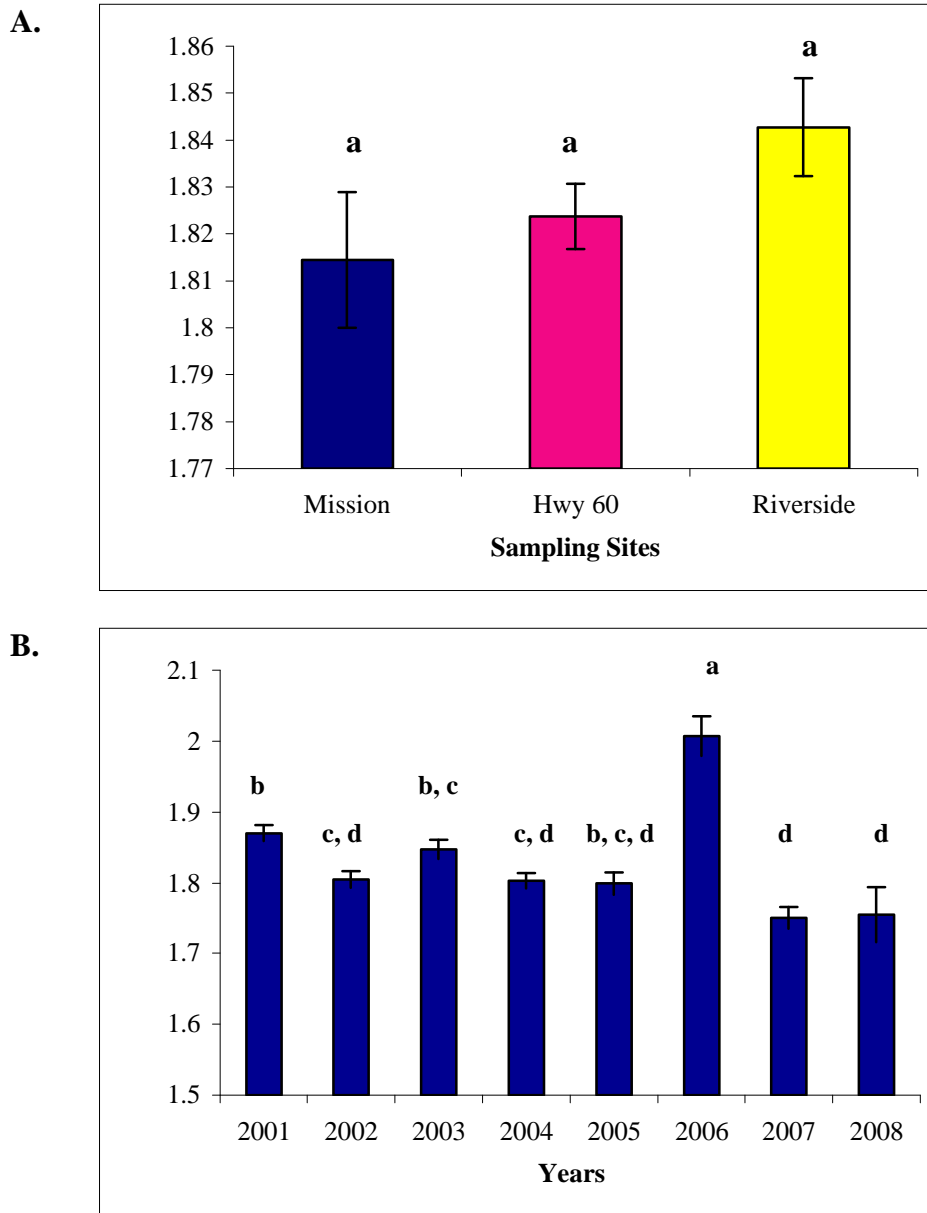 A.
1.86
1.85
1.84
1.83
1.82
1.81
1.8
1.79
1.78
1.77
a
a
a
Mission Hwy 60 Riverside
Sampling Sites
B.
2.1
2
1.9
1.8
1.7
1.6
1.5
a
b b, c
c, d c, d b, c, d d d
2001 2002 2003 2004 2005 2006 2007 2008
Years